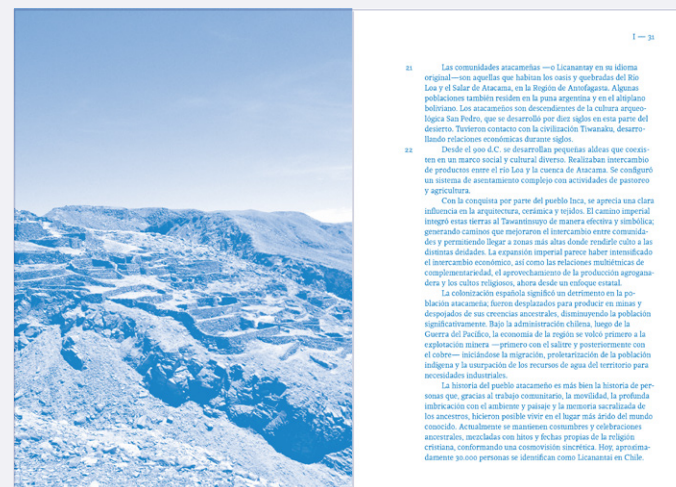 I — 31
21 Las comunidades atacameñas —o Licanantay en su idioma
original—son aquellas que habitan los oasis y quebradas del Río
Loa y el Salar de Atacama, en la Región de Antofagasta. Algunas
poblaciones también residen en la puna argentina y en el altiplano
boliviano. Los atacameños son descendientes de la cultura arqueo-
lógica San Pedro, que se desarrolló por diez siglos en esta parte del
desierto. Tuvieron contacto con la civilización Tiwanaku, desarro-
llando relaciones económicas durante siglos.
22 Desde el 900 d.C. se desarrollan pequeñas aldeas que coexis-
ten en un marco social y cultural diverso. Realizaban intercambio
de productos entre el río Loa y la cuenca de Atacama. Se configuró
un sistema de asentamiento complejo con actividades de pastoreo
y agricultura.
Con la conquista por parte del pueblo Inca, se aprecia una clara
influencia en la arquitectura, cerámica y tejidos. El camino imperial
integró estas tierras al Tawantinsuyo de manera efectiva y simbólica;
generando caminos que mejoraron el intercambio entre comunida-
des y permitiendo llegar a zonas más altas donde rendirle culto a las
distintas deidades. La expansión imperial parece haber intensificado
el intercambio económico, así como las relaciones multiétnicas de
complementariedad, el aprovechamiento de la producción agrogana-
dera y los cultos religiosos, ahora desde un enfoque estatal.
La colonización española significó un detrimento en la po-
blación atacameña; fueron desplazados para producir en minas y
despojados de sus creencias ancestrales, disminuyendo la población
significativamente. Bajo la administración chilena, luego de la
Guerra del Pacífico, la economía de la región se volcó primero a la
explotación minera —primero con el salitre y posteriormente con
el cobre— iniciándose la migración, proletarización de la población
indígena y la usurpación de los recursos de agua del territorio para
necesidades industriales.
La historia del pueblo atacameño es más bien la historia de per-
sonas que, gracias al trabajo comunitario, la movilidad, la profunda
imbricación con el ambiente y paisaje y la memoria sacralizada de
los ancestros, hicieron posible vivir en el lugar más árido del mundo
conocido. Actualmente se mantienen costumbres y celebraciones
ancestrales, mezcladas con hitos y fechas propias de la religión
cristiana, conformando una cosmovisión sincrética. Hoy, aproxima-
damente 30.000 personas se identifican como Licanantai en Chile.